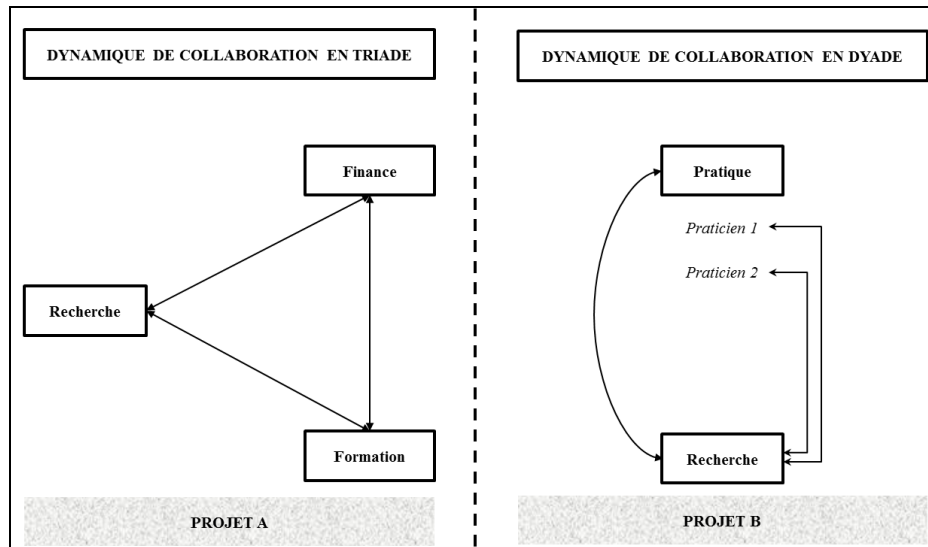 DYNAMIQUE DE COLLABORATION EN TRIADE
Finance
Recherche
Formation
PROJET A
DYNAMIQUE DE COLLABORATION EN DYADE
Pratique
Praticien 1
Praticien 2
Recherche
PROJET B